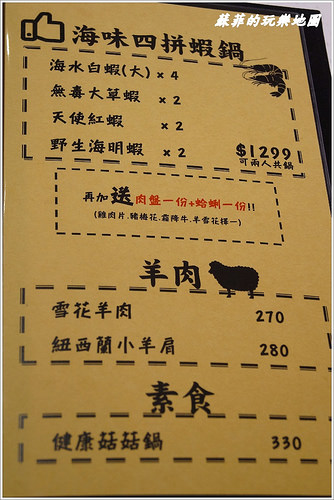 蘇菲的玩樂地圖
海味四拼蝦鍋
海水白蝦(大) x 4
無毒大草蝦 x 2
天使紅蝦 x 2
野生海明蝦 x 2
$1299
可兩人共鍋
再加送肉盤一份+蛤蜊一份!!
(雞肉片.豬梅花.霜降牛.羊雪花擇一)
羊肉
雪花羊肉 270
紐西蘭小羊肩 280
素食
健康菇菇鍋 330